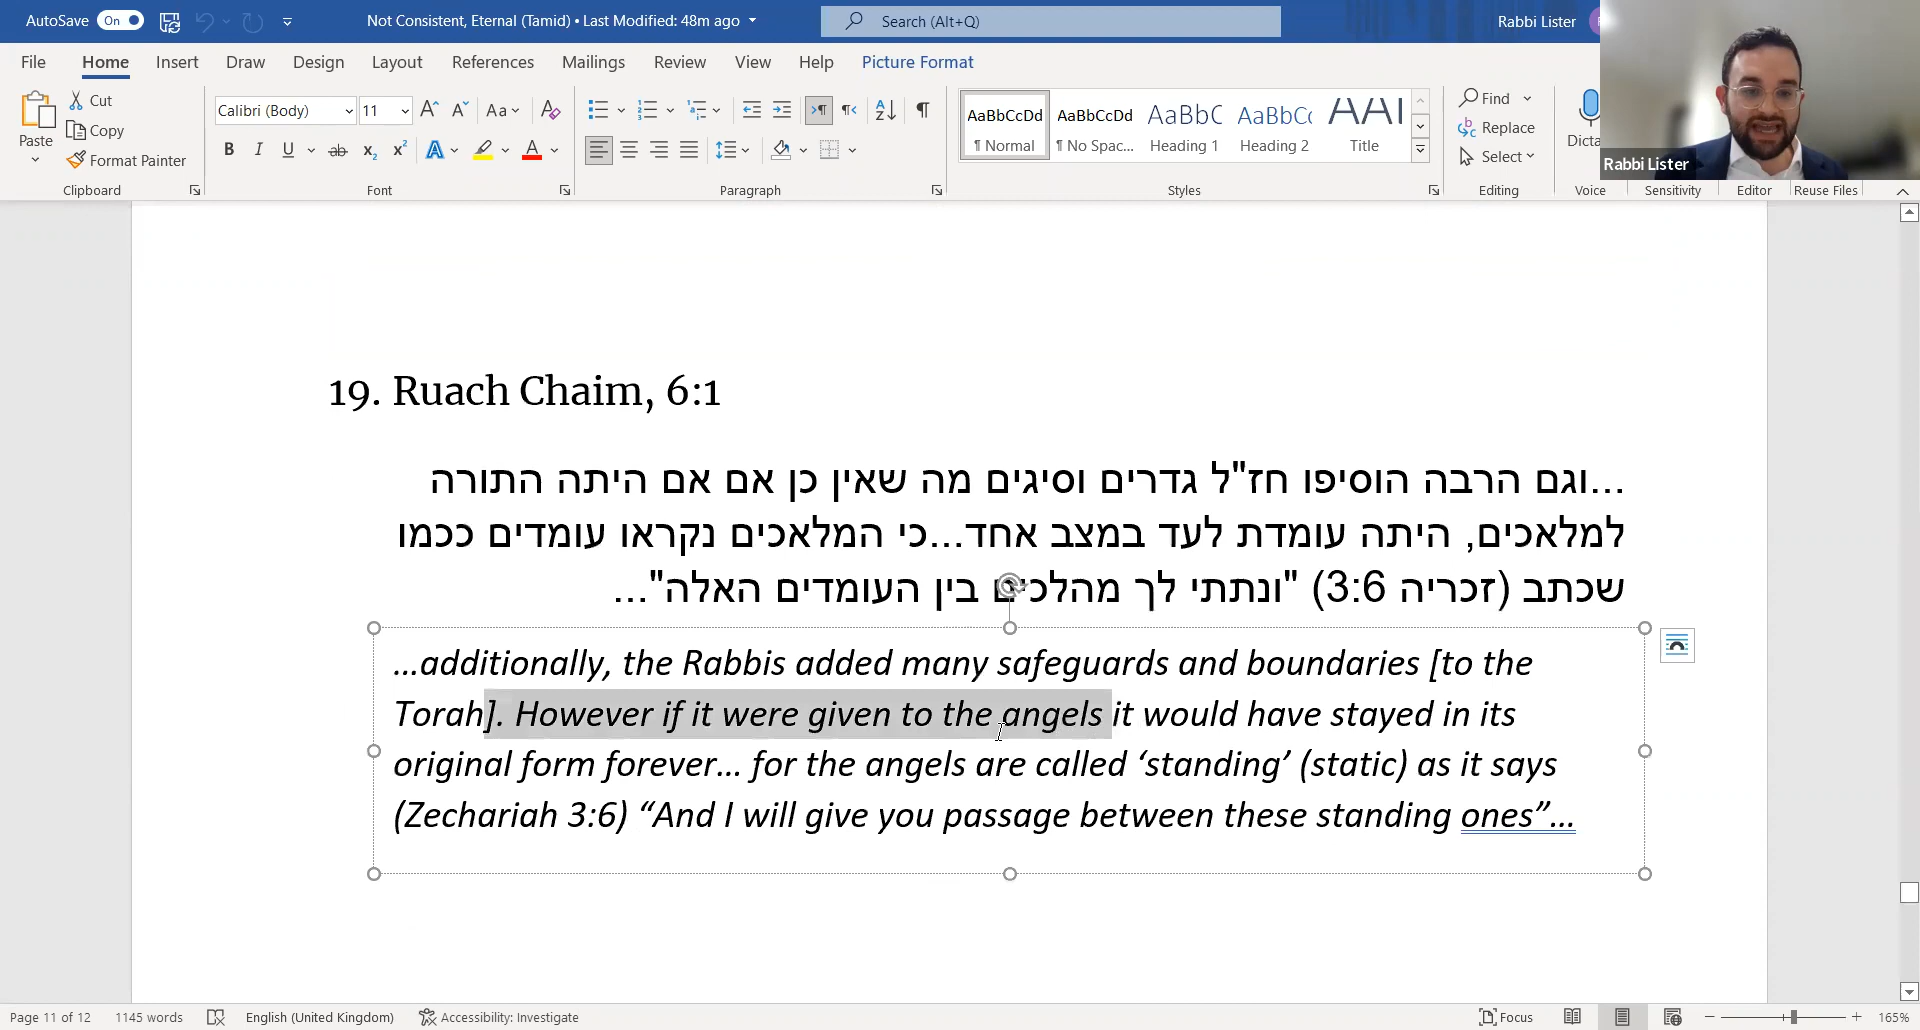 AutoSave On Not Consistent, Eternal (Tamid) • Last Modified: 48m ago Search (Alt+Q) Rabbi Lister
File Home Insert Draw Design Layout References Mailings Review View Help Picture Format
Paste Cut Copy Format Painter
Clipboard
Calibri (Body) 11
Font
Paragraph
AaBbCcDd AaBbCcDd AaBbC AaBbCc AAI
¶ Normal ¶ No Spac... Heading 1 Heading 2 Title
Styles
Find Replace Select
Editing
Dicta
Voice Sensitivity Editor Reuse Files
Rabbi Lister
19. Ruach Chaim, 6:1
...וגם הרבה הוסיפו חז"ל גדרים וסיגים מה שאין כן אם אם היתה התורה
למלאכים, היתה עומדת לעד במצב אחד...כי המלאכים נקראו עומדים ככמו
שכתב (זכריה 3:6) "ונתתי לך מהלכים בין העומדים האלה"...
...additionally, the Rabbis added many safeguards and boundaries [to the
Torah]. However if it were given to the angels it would have stayed in its
original form forever... for the angels are called ‘standing’ (static) as it says
(Zechariah 3:6) “And I will give you passage between these standing ones”...
Page 11 of 12 1145 words English (United Kingdom) Accessibility: Investigate Focus 165%